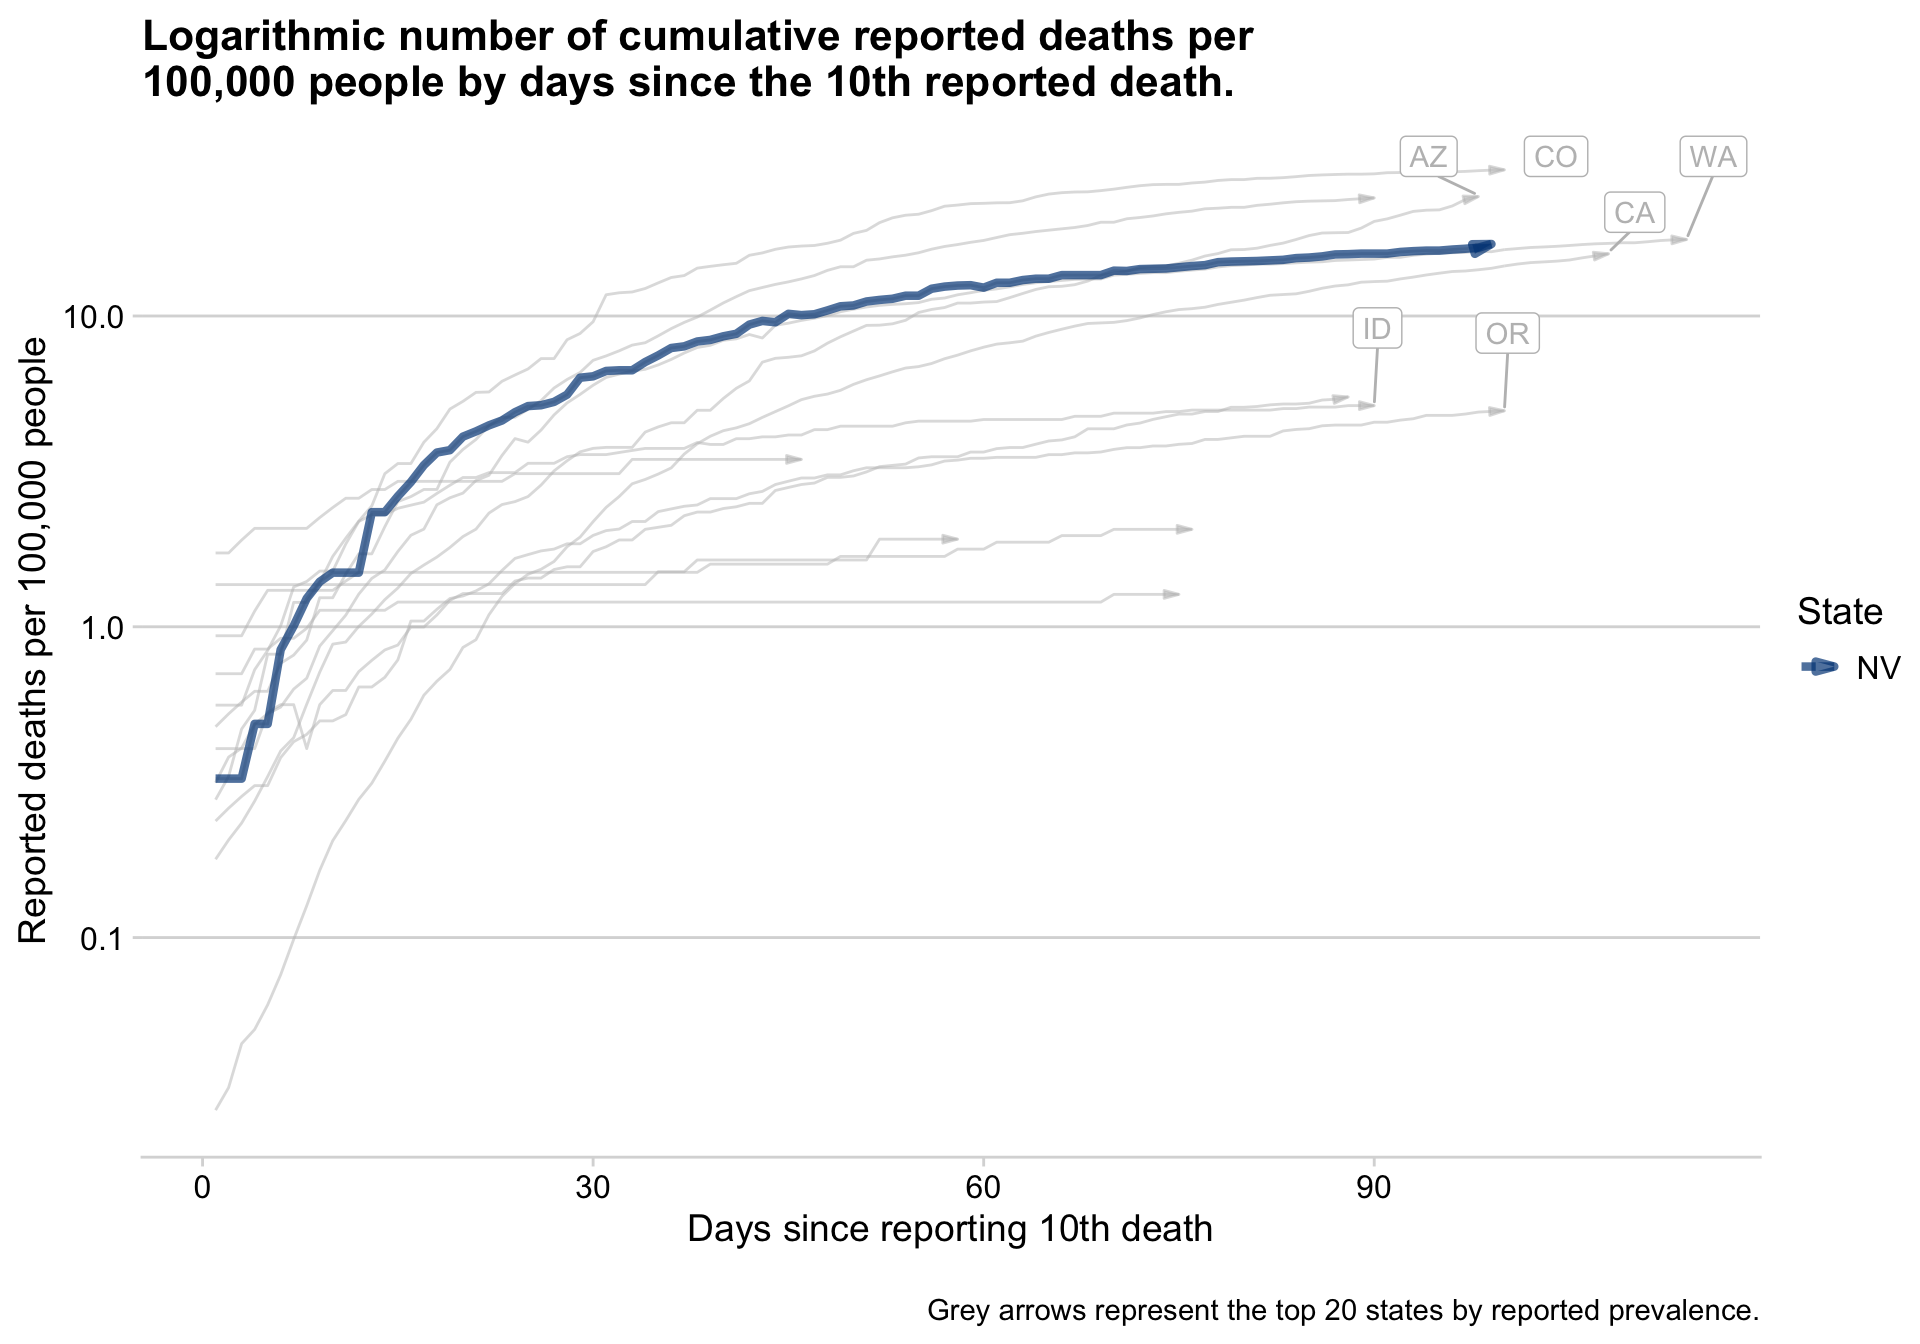 Logarithmic number of cumulative reported deaths per
100,000 people by days since the 10th reported death.
AZ
CO
WA
CA
ID
OR
10.0
1.0
0.1
Reported deaths per 100,000 people
State
NV
0
30
60
90
Days since reporting 10th death
Grey arrows represent the top 20 states by reported prevalence.